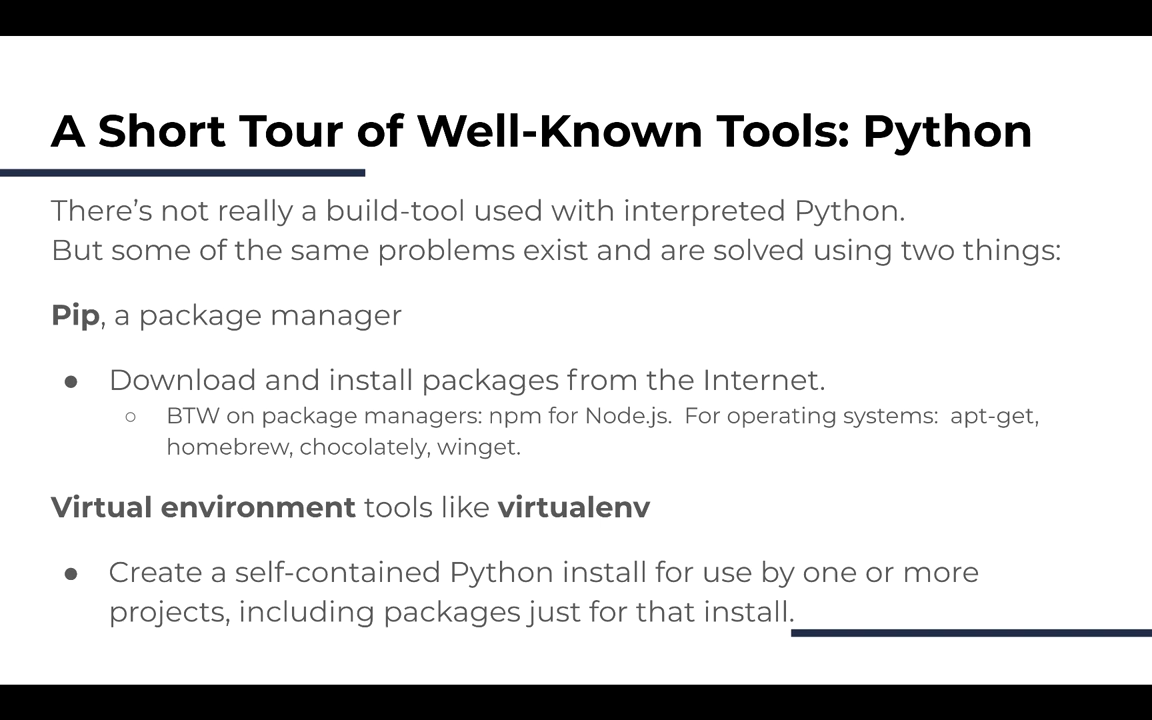 A Short Tour of Well-Known Tools: Python
There’s not really a build-tool used with interpreted Python.
But some of the same problems exist and are solved using two things:
Pip, a package manager
● Download and install packages from the Internet.
○ BTW on package managers: npm for Node.js.  For operating systems:  apt-get,
homebrew, chocolately, winget.
Virtual environment tools like virtualenv
● Create a self-contained Python install for use by one or more
projects, including packages just for that install.